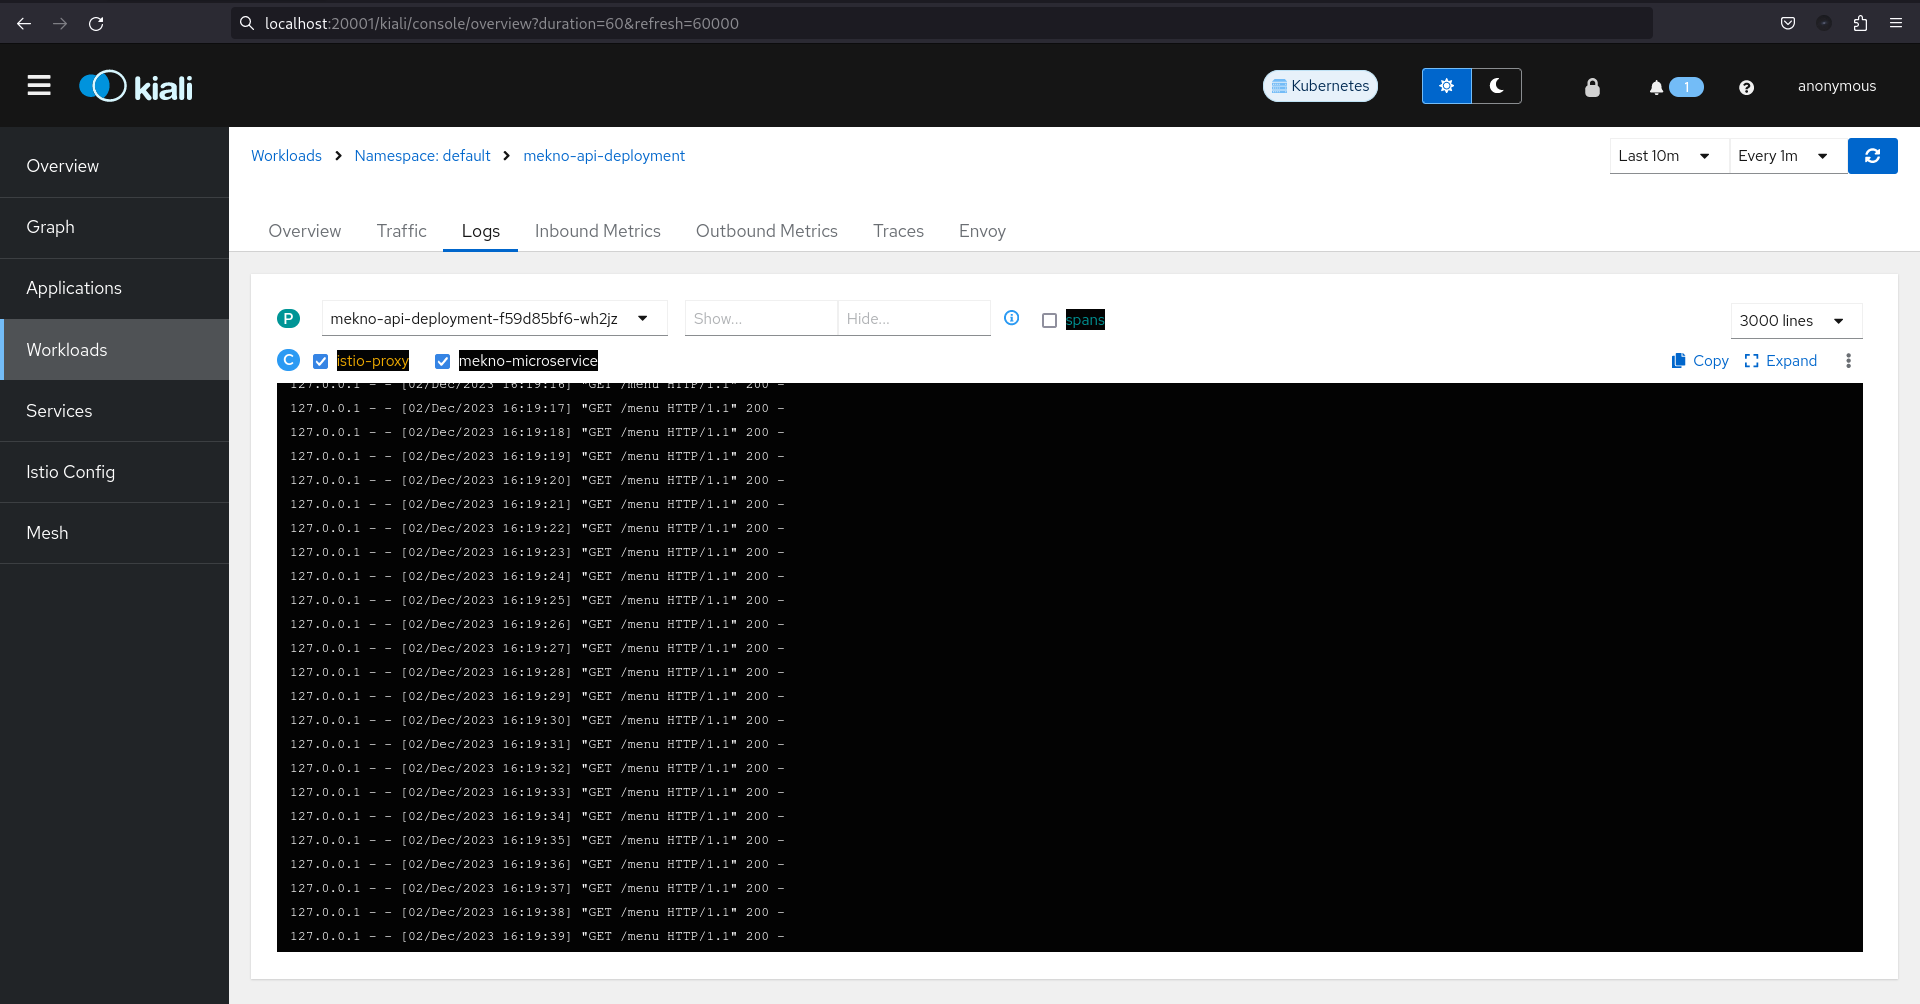 localhost:20001/kiali/console/overview?duration=60&refresh=60000
kiali
Kubernetes
1
anonymous
Overview
Graph
Applications
Workloads
Services
Istio Config
Mesh
Workloads > Namespace: default > mekno-api-deployment
Last 10m
Every 1m
Overview Traffic Logs Inbound Metrics Outbound Metrics Traces Envoy
P mekno-api-deployment-f59d85bf6-wh2jz Show... Hide... spans 3000 lines
C istio-proxy mekno-microservice Copy Expand
127.0.0.1 - - [02/Dec/2023 16:19:16] "GET /menu HTTP/1.1" 200 -
127.0.0.1 - - [02/Dec/2023 16:19:17] "GET /menu HTTP/1.1" 200 -
127.0.0.1 - - [02/Dec/2023 16:19:18] "GET /menu HTTP/1.1" 200 -
127.0.0.1 - - [02/Dec/2023 16:19:19] "GET /menu HTTP/1.1" 200 -
127.0.0.1 - - [02/Dec/2023 16:19:20] "GET /menu HTTP/1.1" 200 -
127.0.0.1 - - [02/Dec/2023 16:19:21] "GET /menu HTTP/1.1" 200 -
127.0.0.1 - - [02/Dec/2023 16:19:22] "GET /menu HTTP/1.1" 200 -
127.0.0.1 - - [02/Dec/2023 16:19:23] "GET /menu HTTP/1.1" 200 -
127.0.0.1 - - [02/Dec/2023 16:19:24] "GET /menu HTTP/1.1" 200 -
127.0.0.1 - - [02/Dec/2023 16:19:25] "GET /menu HTTP/1.1" 200 -
127.0.0.1 - - [02/Dec/2023 16:19:26] "GET /menu HTTP/1.1" 200 -
127.0.0.1 - - [02/Dec/2023 16:19:27] "GET /menu HTTP/1.1" 200 -
127.0.0.1 - - [02/Dec/2023 16:19:28] "GET /menu HTTP/1.1" 200 -
127.0.0.1 - - [02/Dec/2023 16:19:29] "GET /menu HTTP/1.1" 200 -
127.0.0.1 - - [02/Dec/2023 16:19:30] "GET /menu HTTP/1.1" 200 -
127.0.0.1 - - [02/Dec/2023 16:19:31] "GET /menu HTTP/1.1" 200 -
127.0.0.1 - - [02/Dec/2023 16:19:32] "GET /menu HTTP/1.1" 200 -
127.0.0.1 - - [02/Dec/2023 16:19:33] "GET /menu HTTP/1.1" 200 -
127.0.0.1 - - [02/Dec/2023 16:19:34] "GET /menu HTTP/1.1" 200 -
127.0.0.1 - - [02/Dec/2023 16:19:35] "GET /menu HTTP/1.1" 200 -
127.0.0.1 - - [02/Dec/2023 16:19:36] "GET /menu HTTP/1.1" 200 -
127.0.0.1 - - [02/Dec/2023 16:19:37] "GET /menu HTTP/1.1" 200 -
127.0.0.1 - - [02/Dec/2023 16:19:38] "GET /menu HTTP/1.1" 200 -
127.0.0.1 - - [02/Dec/2023 16:19:39] "GET /menu HTTP/1.1" 200 -